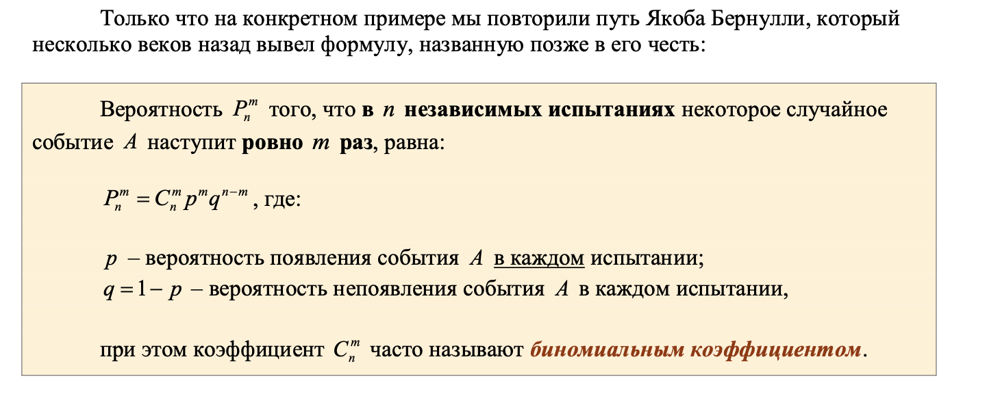 Только что на конкретном примере мы повторили путь Якоба Бернулли, который
несколько веков назад вывел формулу, названную позже в его честь:
Вероятность P_n^m того, что в n независимых испытаниях некоторое случайное
событие A наступит ровно m раз, равна:
P_n^m = C_n^m p^m q^{n−m}, где:
p – вероятность появления события A в каждом испытании;
q = 1 − p – вероятность непоявления события A в каждом испытании,
при этом коэффициент C_n^m часто называют биномиальным коэффициентом.